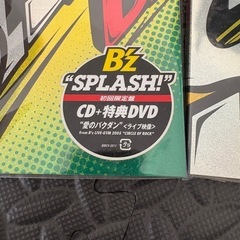 B'z
"SPLASH!"
初回限定盤
CD+特典DVD
"愛のバクダン"<ライブ映像>
from B'z LIVE-GYM 2005 "CIRCLE OF ROCK"